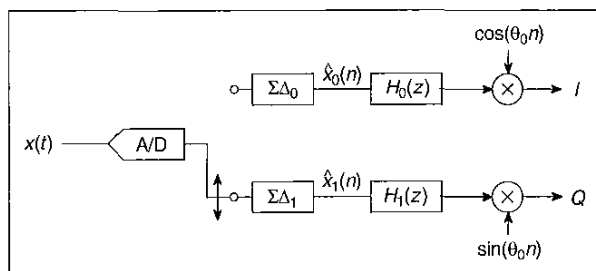 cos(θ₀n)
ΣΔ₀ x̂₀(n) H₀(z) × I
x(t) A/D
ΣΔ₁ x̂₁(n) H₁(z) × Q
sin(θ₀n)